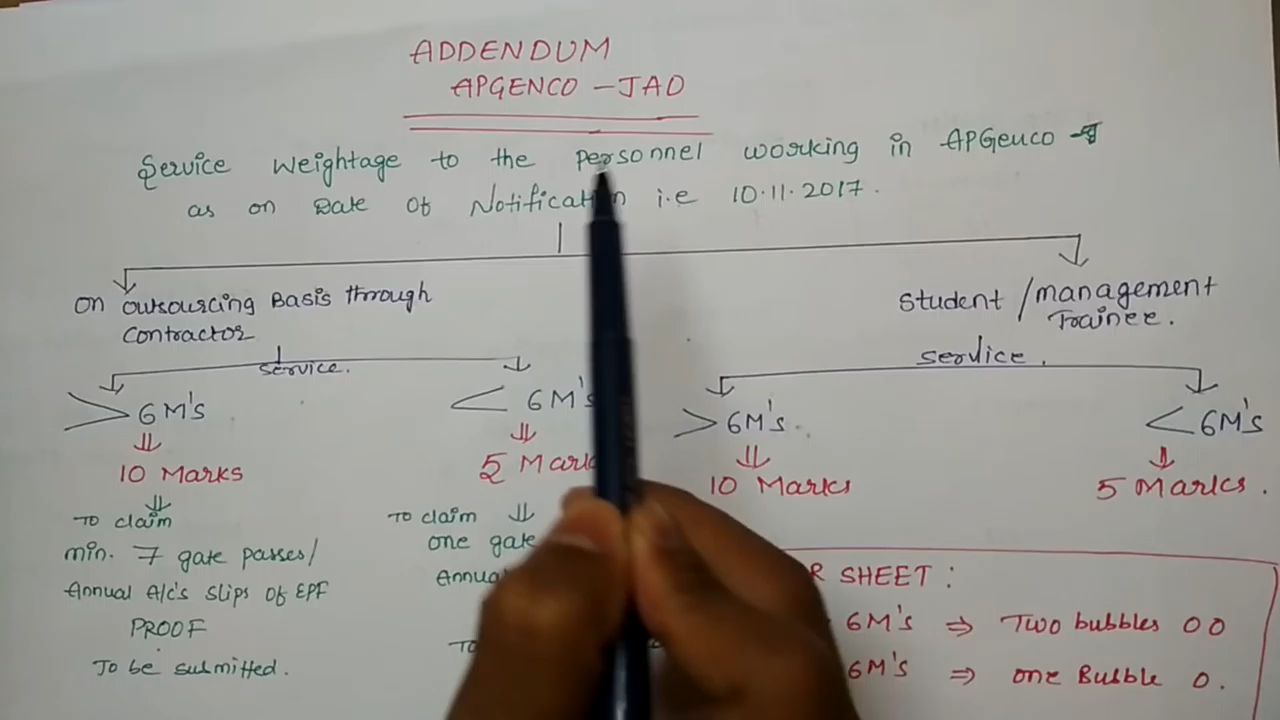 ADDENDUM
APGENCO - JAO
Service Weightage to the personnel working in APGenco
as on Date Of Notification i.e 10.11.2017.
On outsourcing Basis through
contractor
service.
> 6M's
10 Marks
To claim
min. 7 gate passes/
Annual A/c's slips of EPF
PROOF
To be submitted.
< 6M's
5 Mark
To claim
one gate
Annua
To
Student / management
Trainee.
service.
> 6M's.
10 Marks
< 6M's
5 Marks.
R SHEET :
6M's ⇒ Two bubbles 0 0
6M's ⇒ one Bubble 0.